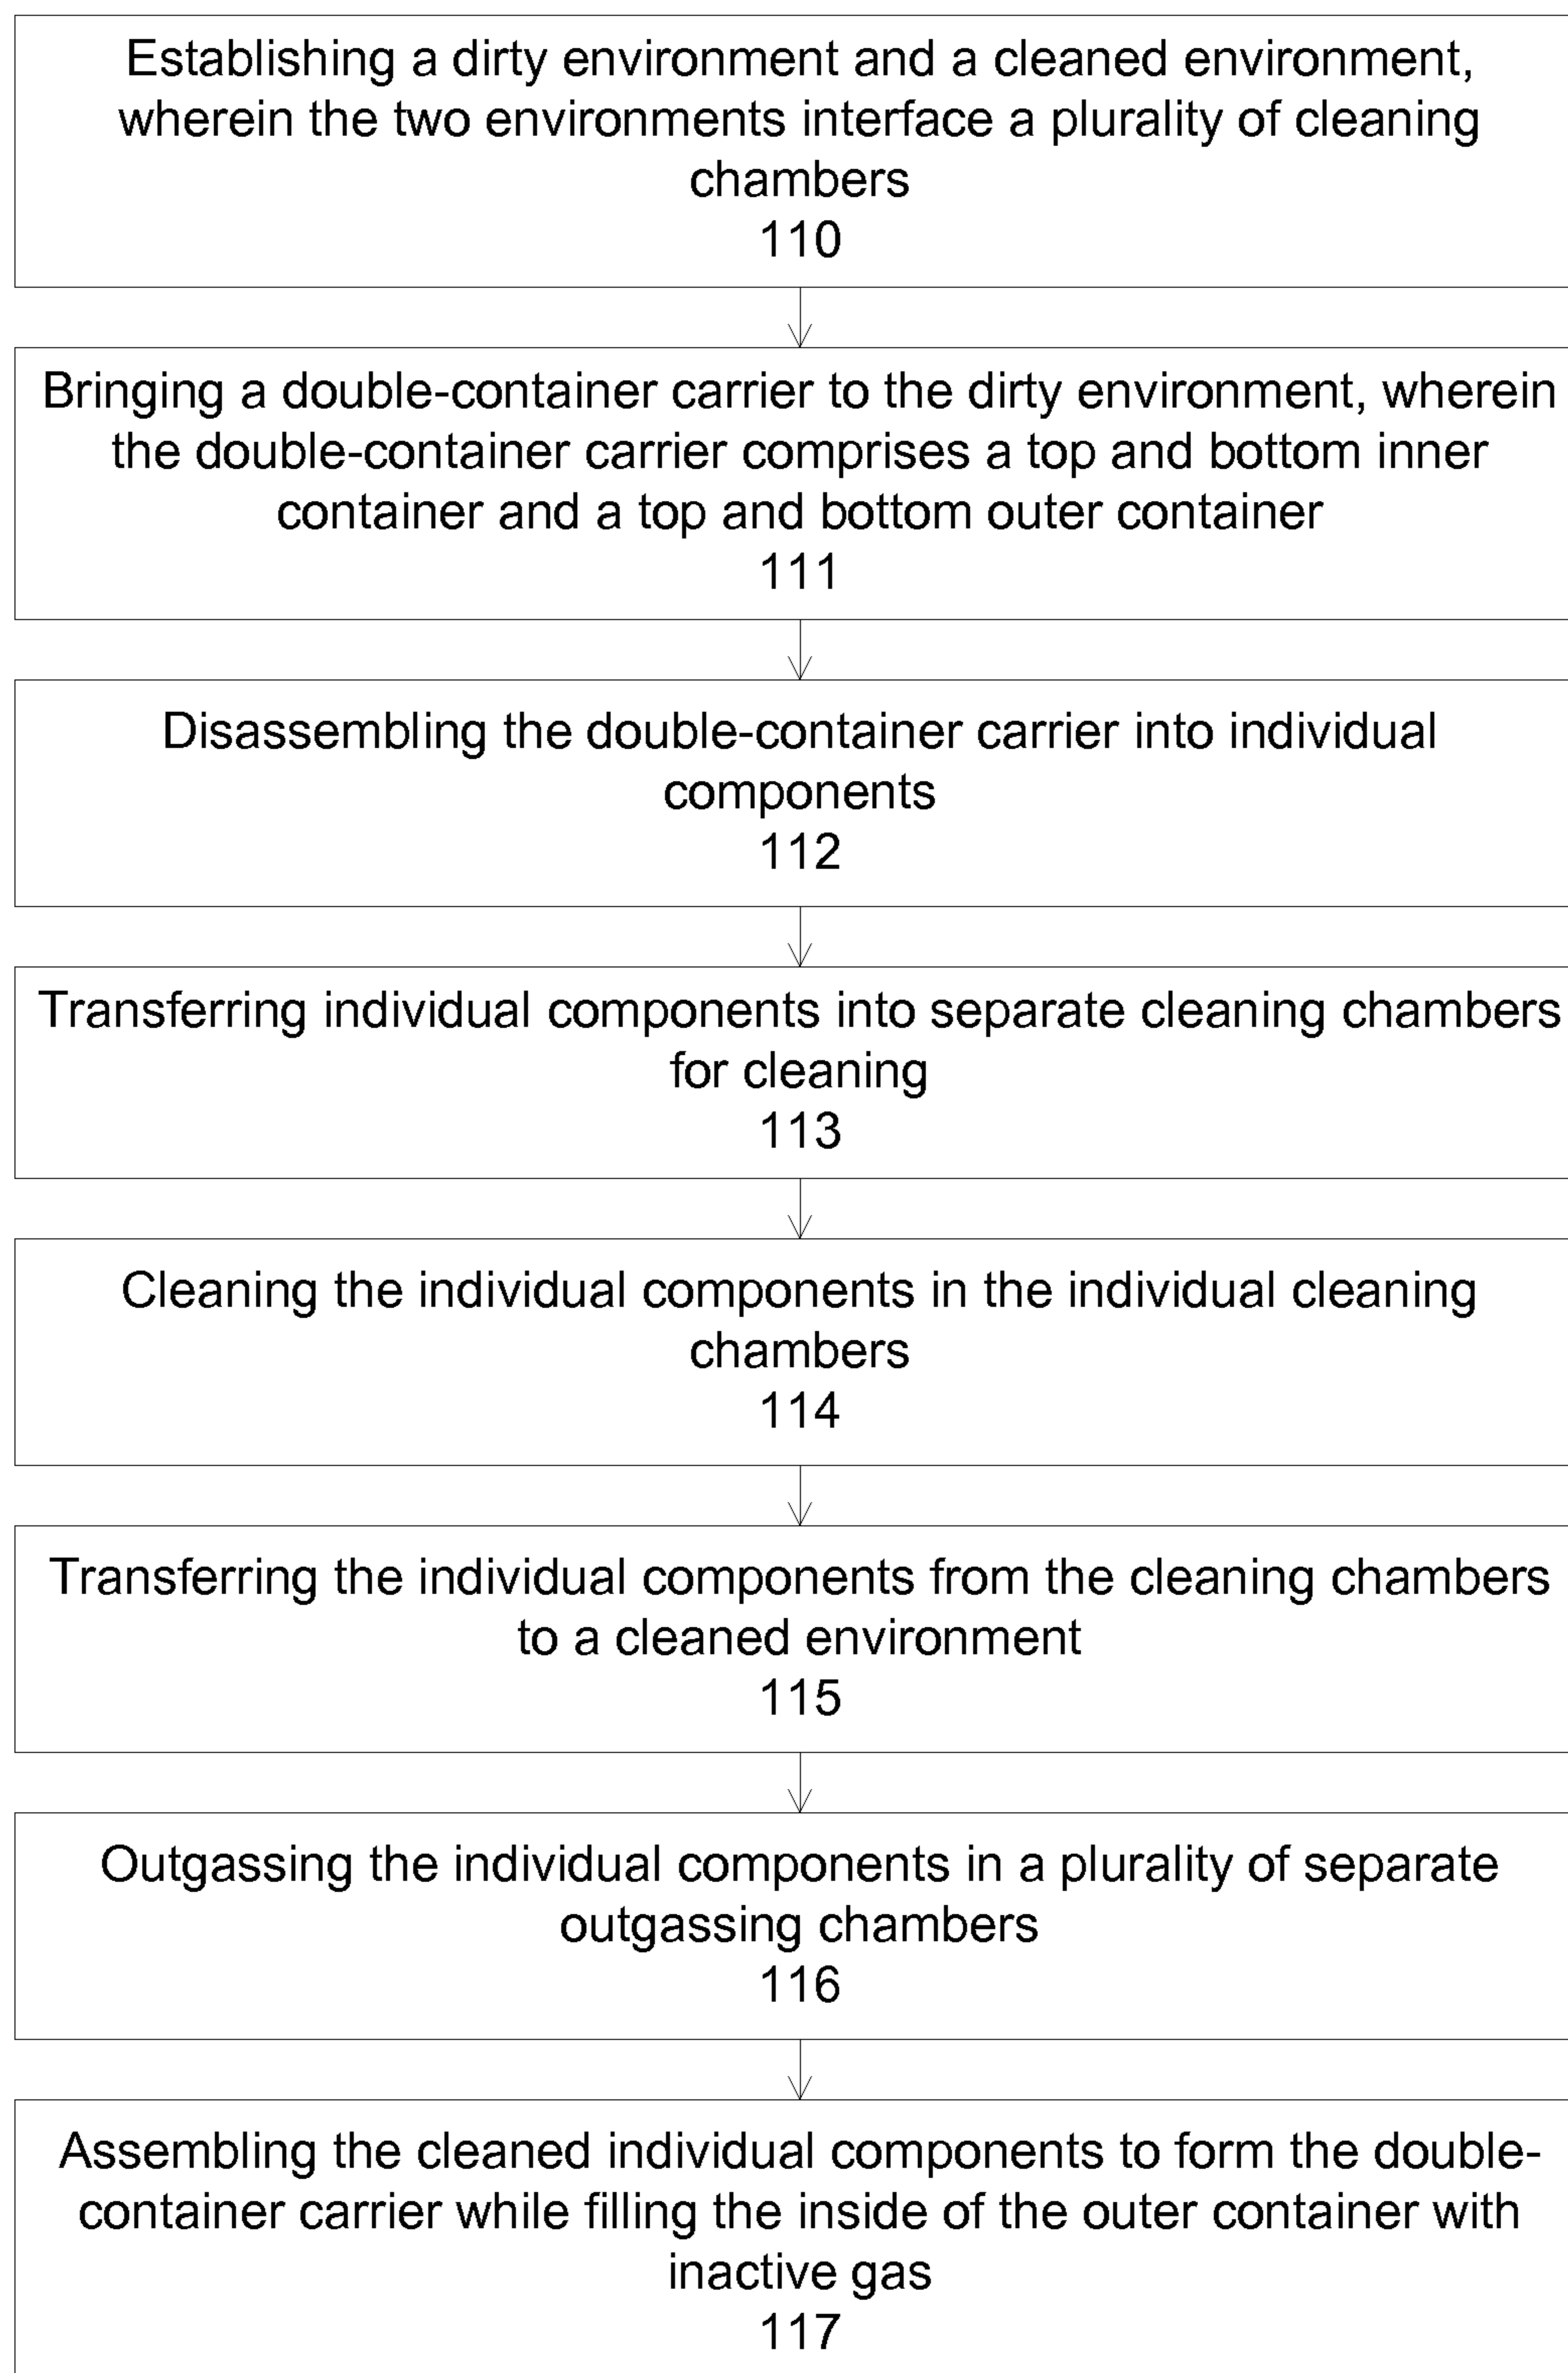 Establishing a dirty environment and a cleaned environment,
wherein the two environments interface a plurality of cleaning
chambers
110
Bringing a double-container carrier to the dirty environment, wherein
the double-container carrier comprises a top and bottom inner
container and a top and bottom outer container
111
Disassembling the double-container carrier into individual
components
112
Transferring individual components into separate cleaning chambers
for cleaning
113
Cleaning the individual components in the individual cleaning
chambers
114
Transferring the individual components from the cleaning chambers
to a cleaned environment
115
Outgassing the individual components in a plurality of separate
outgassing chambers
116
Assembling the cleaned individual components to form the double-
container carrier while filling the inside of the outer container with
inactive gas
117